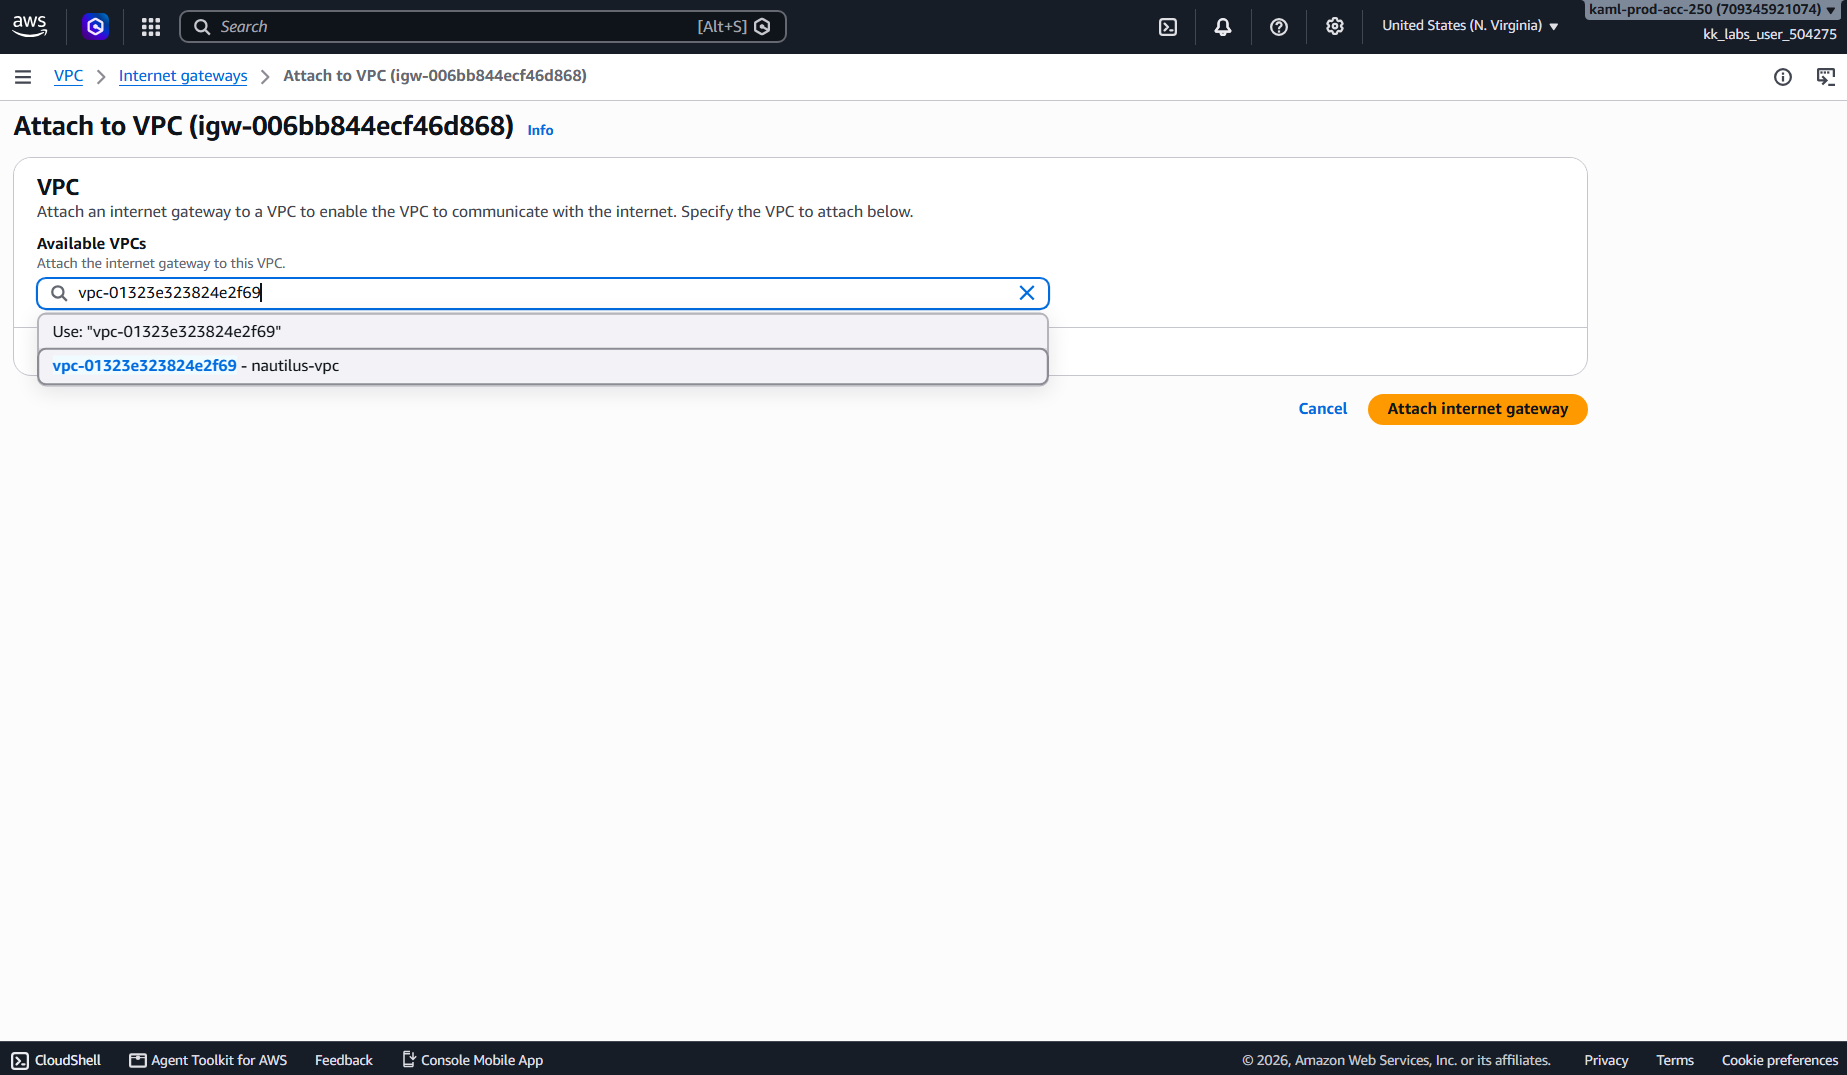 aws
Search
[Alt+S]
United States (N. Virginia)
kaml-prod-acc-250 (709345921074)
kk_labs_user_504275
VPC
Internet gateways
Attach to VPC (igw-006bb844ecf46d868)
Attach to VPC (igw-006bb844ecf46d868)
Info
VPC
Attach an internet gateway to a VPC to enable the VPC to communicate with the internet. Specify the VPC to attach below.
Available VPCs
Attach the internet gateway to this VPC.
vpc-01323e323824e2f69
Use: "vpc-01323e323824e2f69"
vpc-01323e323824e2f69 - nautilus-vpc
Cancel
Attach internet gateway
CloudShell
Agent Toolkit for AWS
Feedback
Console Mobile App
© 2026, Amazon Web Services, Inc. or its affiliates.
Privacy
Terms
Cookie preferences